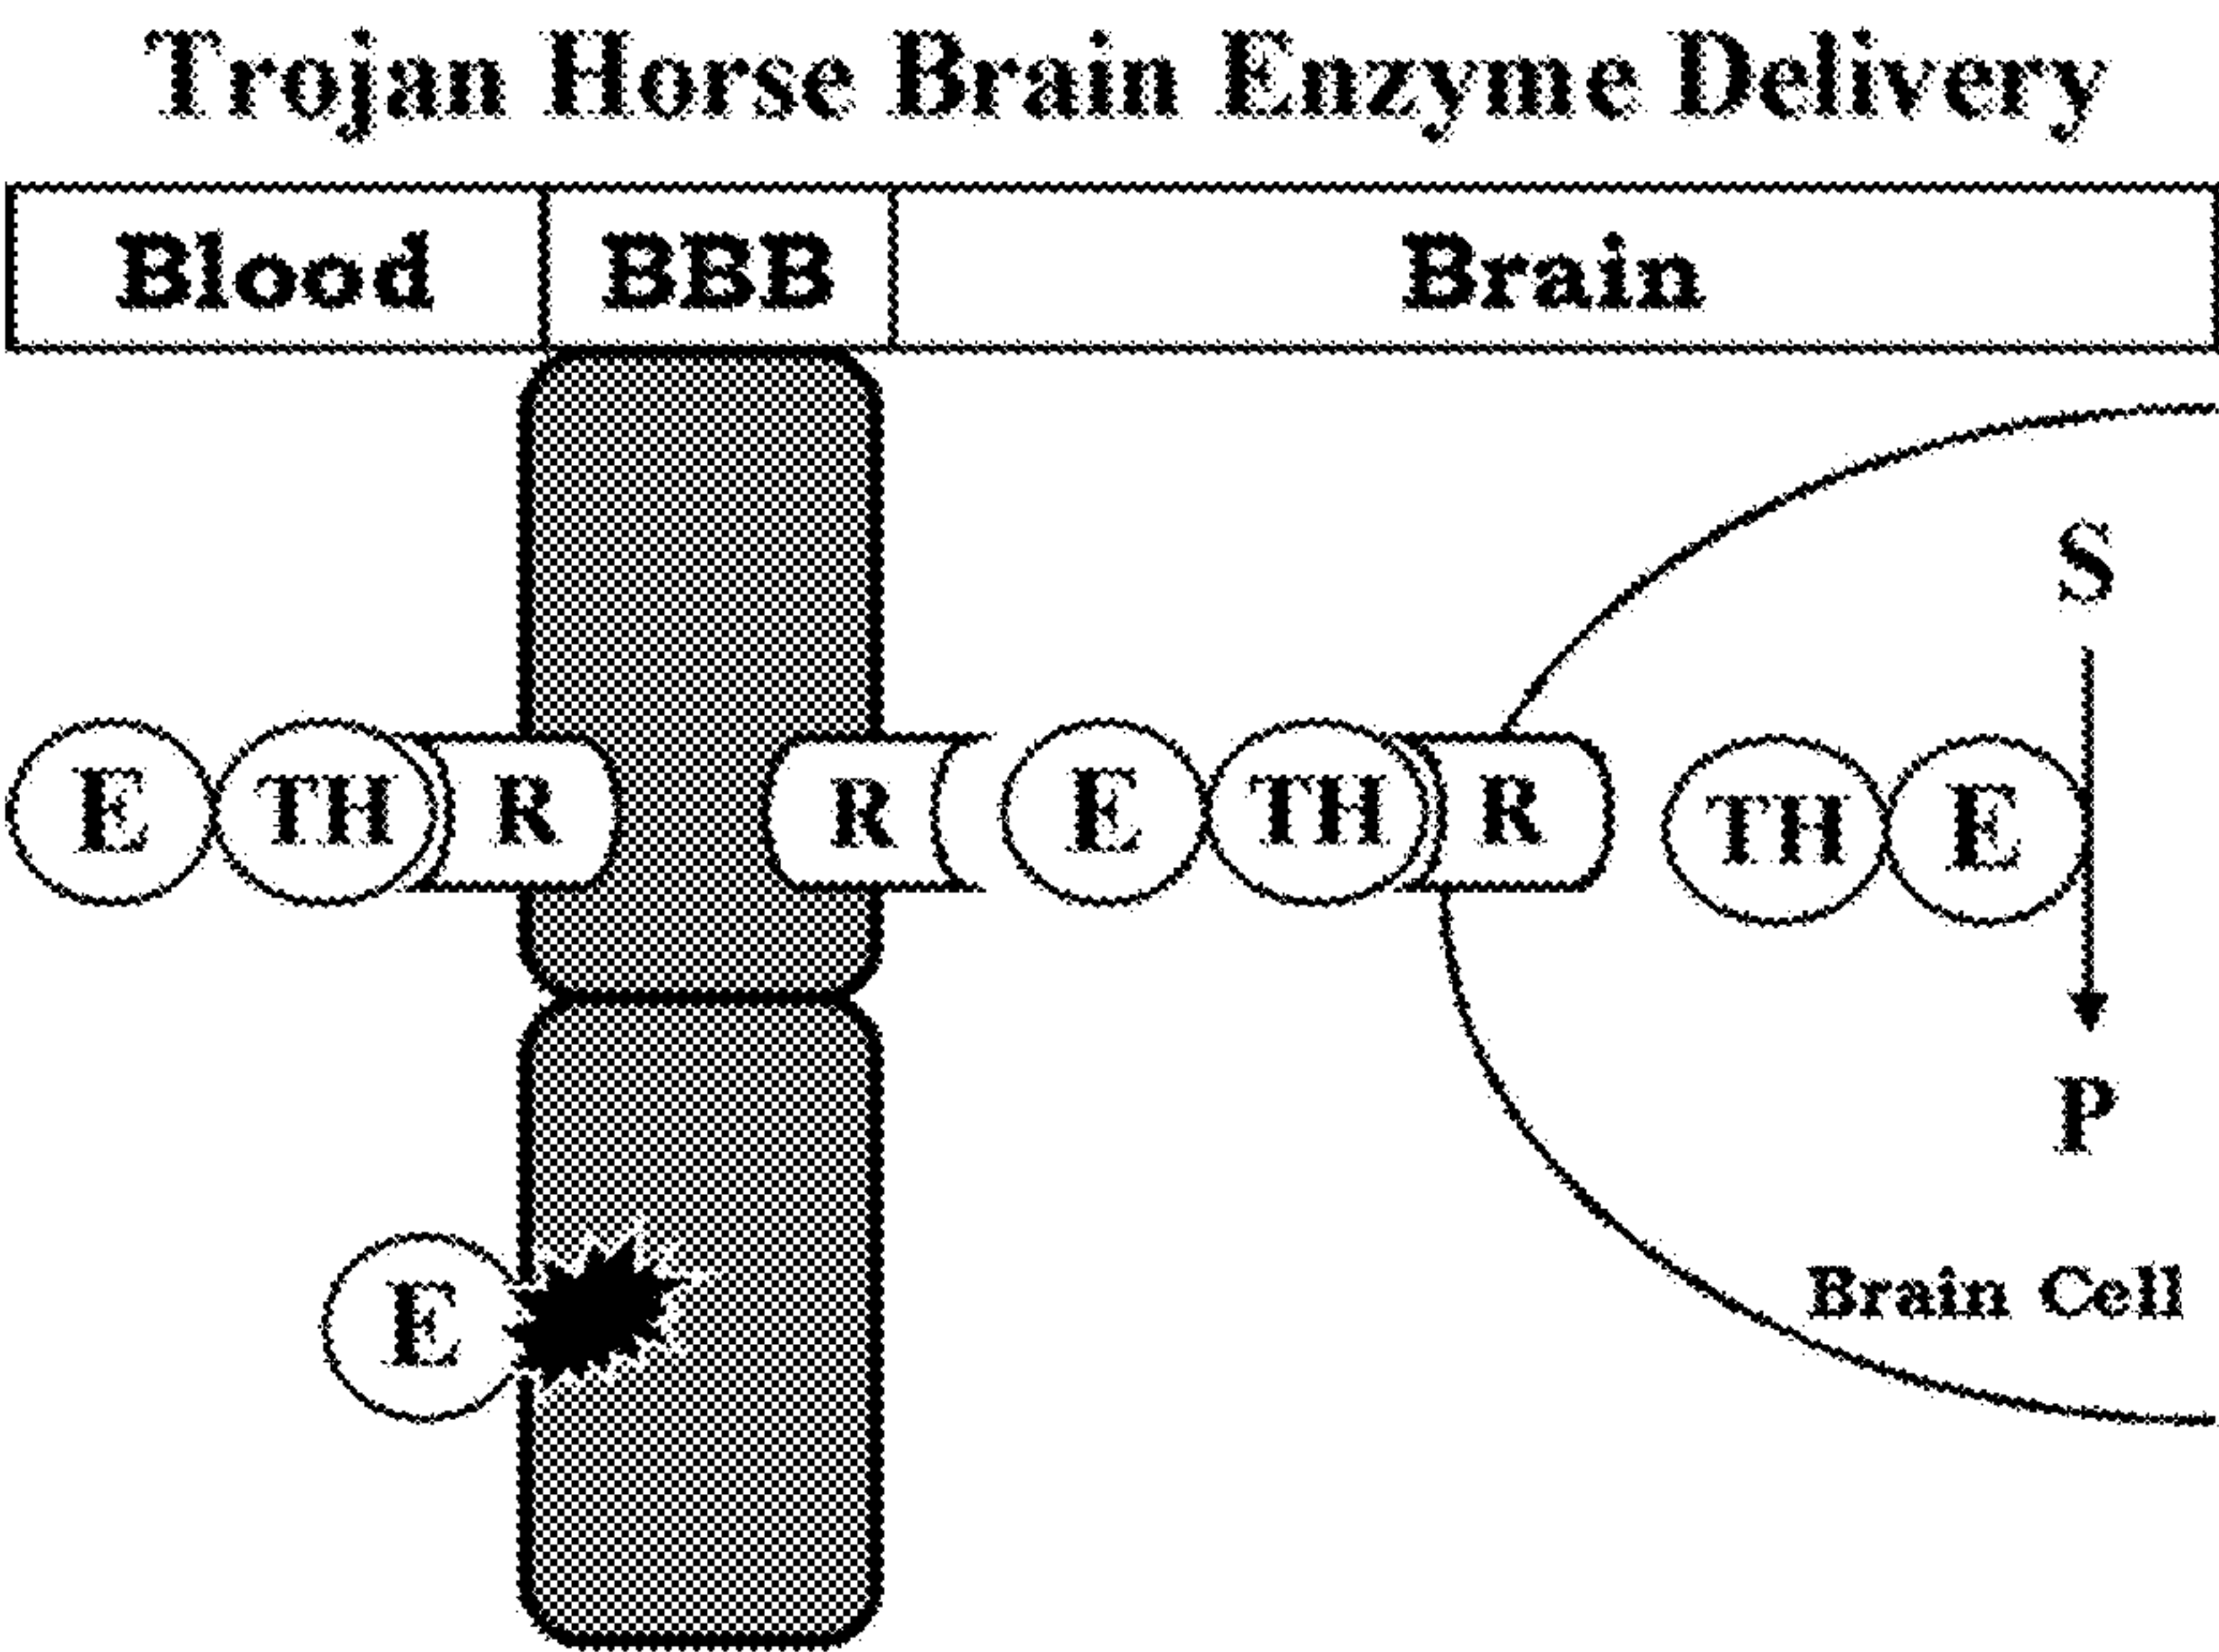 Trojan Horse Brain Enzyme Delivery
Blood BBB Brain
S
E TH R R E TH R TH E
P
E
Brain Cell